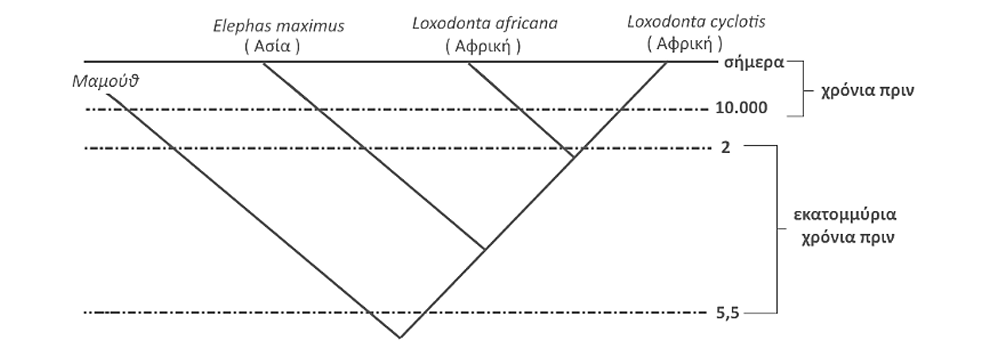 Elephas maximus
( Ασία )
Loxodonta africana
( Αφρική )
Loxodonta cyclotis
( Αφρική )
Μαμούθ
σήμερα
10.000
χρόνια πριν
2
εκατομμύρια
χρόνια πριν
5,5